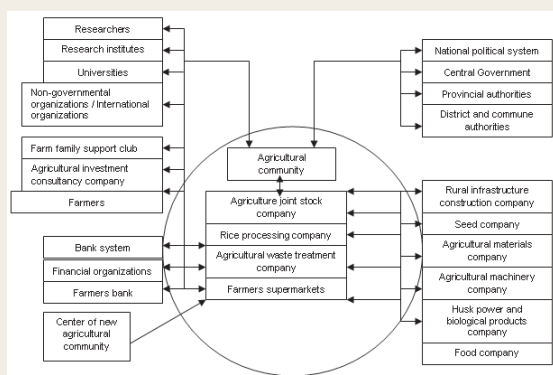 Researchers
Research institutes
Universities
Non-governmental
organizations / International
organizations
Farm family support club
Agricultural investment
consultancy company
Farmers
Bank system
Financial organizations
Farmers bank
Center of new
agricultural
community
Agricultural
community
Agriculture joint stock
company
Rice processing company
Agricultural waste treatment
company
Farmers supermarkets
National political system
Central Government
Provincial authorities
District and commune
authorities
Rural infrastructure
construction company
Seed company
Agricultural materials
company
Agricultural machinery
company
Husk power and
biological products
company
Food company